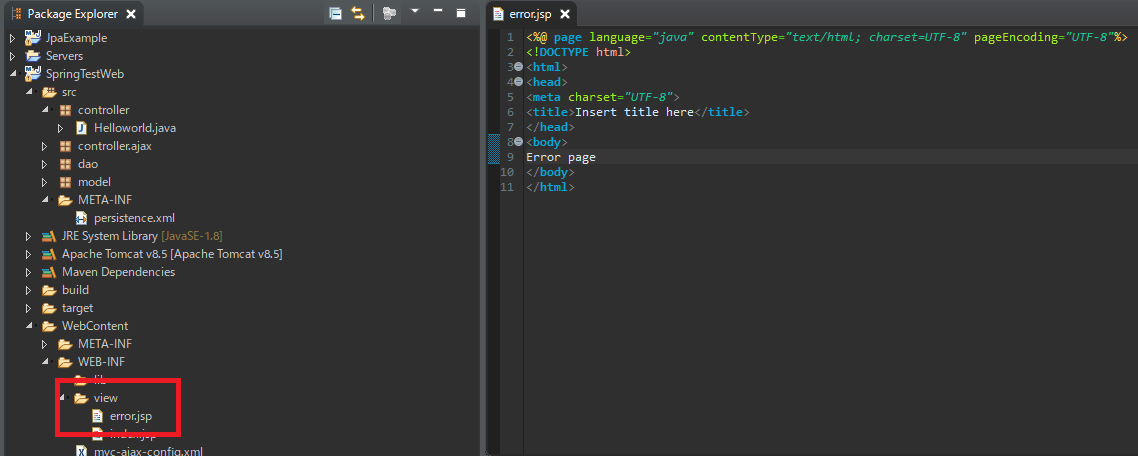 Package Explorer
JpaExample
Servers
SpringTestWeb
src
controller
Helloworld.java
controller.ajax
dao
model
META-INF
persistence.xml
JRE System Library [JavaSE-1.8]
Apache Tomcat v8.5 [Apache Tomcat v8.5]
Maven Dependencies
build
target
WebContent
META-INF
WEB-INF
lib
view
error.jsp
index.jsp
mvc-ajax-config.xml
error.jsp
1 <%@ page language="java" contentType="text/html; charset=UTF-8" pageEncoding="UTF-8"%>
2 <!DOCTYPE html>
3 <html>
4 <head>
5 <meta charset="UTF-8">
6 <title>Insert title here</title>
7 </head>
8 <body>
9 Error page
10 </body>
11 </html>